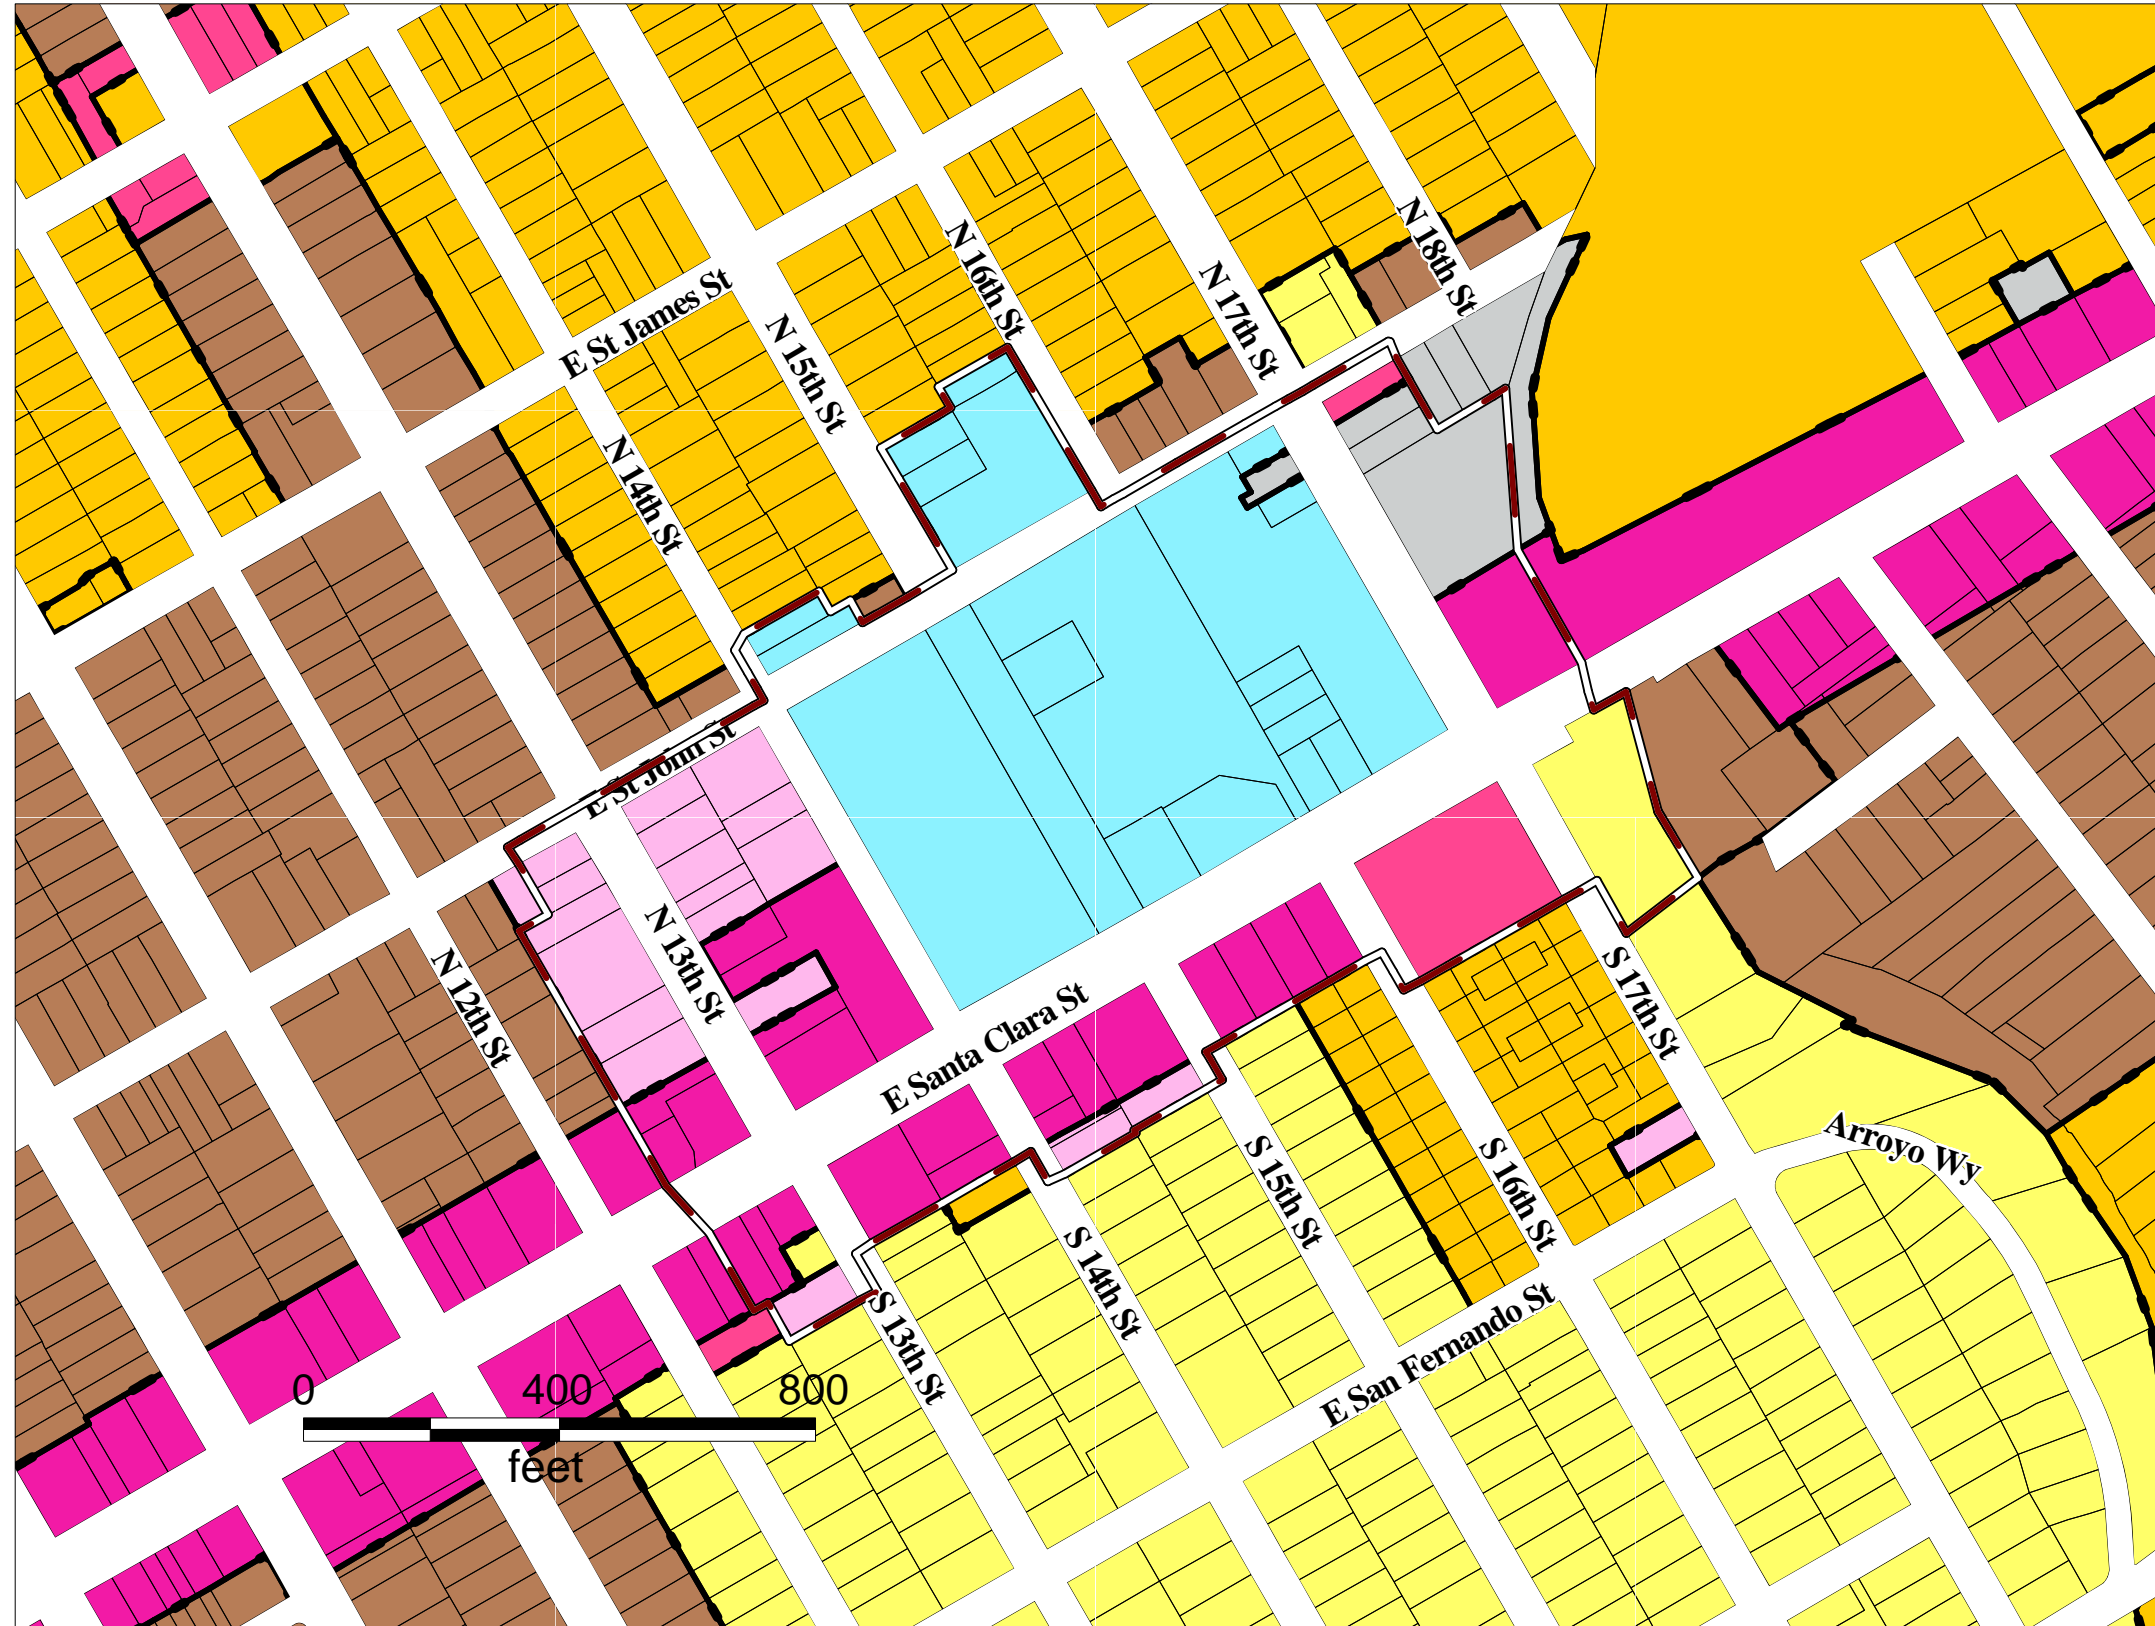 N 18th St
N 16th St
N 17th St
E St James St
N 15th St
N 14th St
E St John St
N 13th St
N 12th St
E Santa Clara St
S 17th St
Arroyo Wy
S 15th St
S 16th St
S 14th St
S 13th St
E San Fernando St
0 400 800
feet